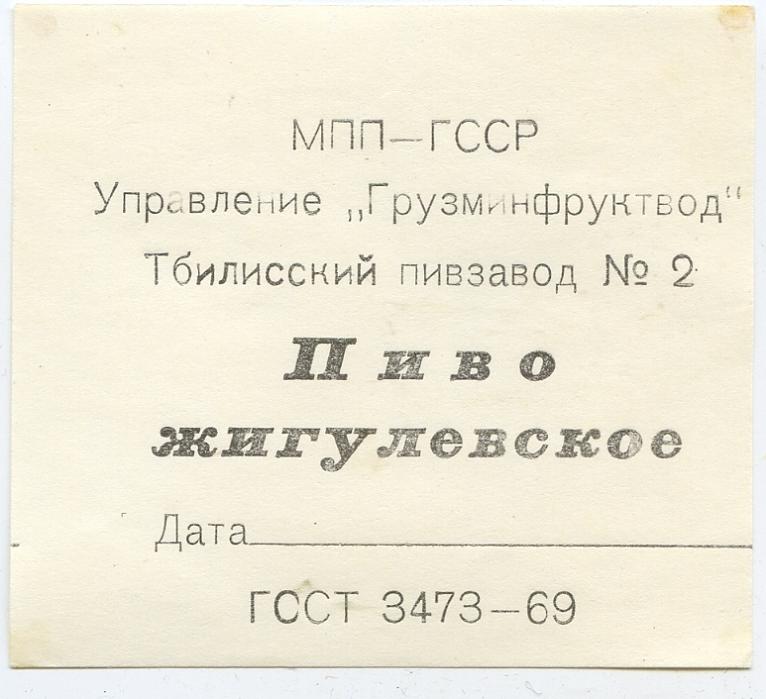 МПП—ГССР
Управление „Грузминфруктвод“
Тбилисский пивзавод № 2
Пиво
жигулевское
Дата
ГОСТ 3473—69